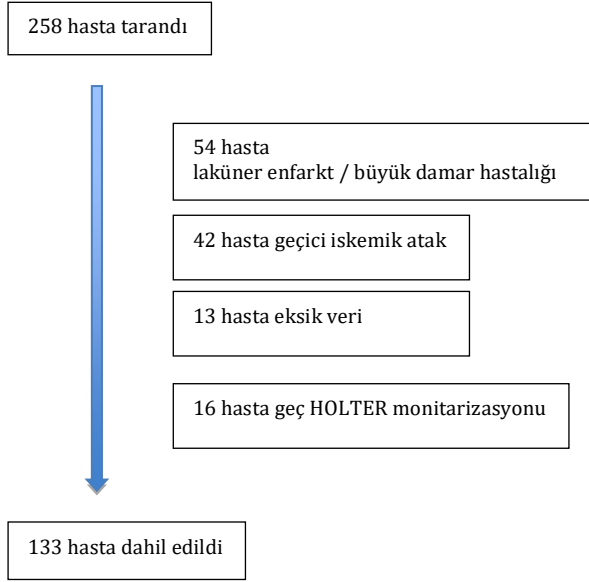 258 hasta tarandı
54 hasta
laküner enfarkt / büyük damar hastalığı
42 hasta geçici iskemik atak
13 hasta eksik veri
16 hasta geç HOLTER monitarizasyonu
133 hasta dahil edildi